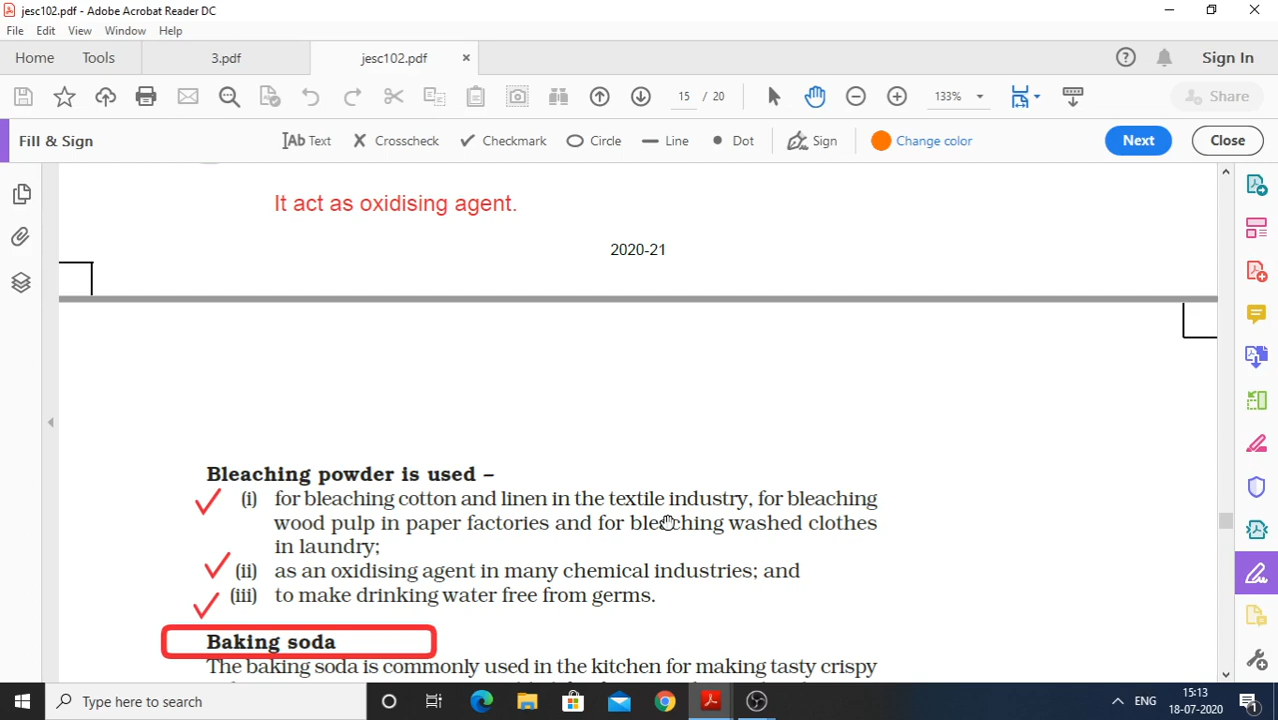 jesc102.pdf - Adobe Acrobat Reader DC
File Edit View Window Help
Home Tools 3.pdf jesc102.pdf × Sign In
15 / 20 133% Share
Fill & Sign Ab Text Crosscheck Checkmark Circle Line Dot Sign Change color Next Close
It act as oxidising agent.
2020-21
Bleaching powder is used –
(i) for bleaching cotton and linen in the textile industry, for bleaching
wood pulp in paper factories and for bleaching washed clothes
in laundry;
(ii) as an oxidising agent in many chemical industries; and
(iii) to make drinking water free from germs.
Baking soda
The baking soda is commonly used in the kitchen for making tasty crispy
Type here to search ENG 15:13
18-07-2020 1